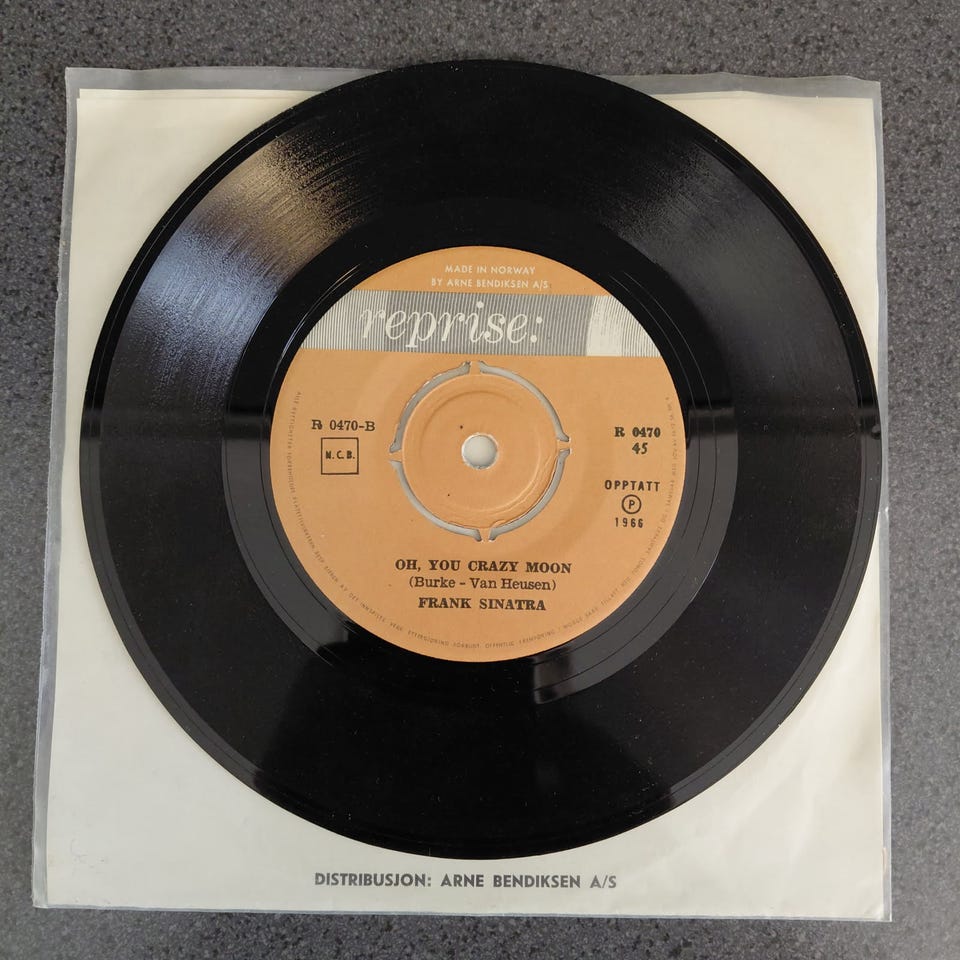 MADE IN NORWAY
BY ARNE BENDIKSEN A/S
reprise:
R 0470-B
N.C.B.
R 0470
45
OPPTATT
P
1966
OH, YOU CRAZY MOON
(Burke - Van Heusen)
FRANK SINATRA
DISTRIBUSJON: ARNE BENDIKSEN A/S